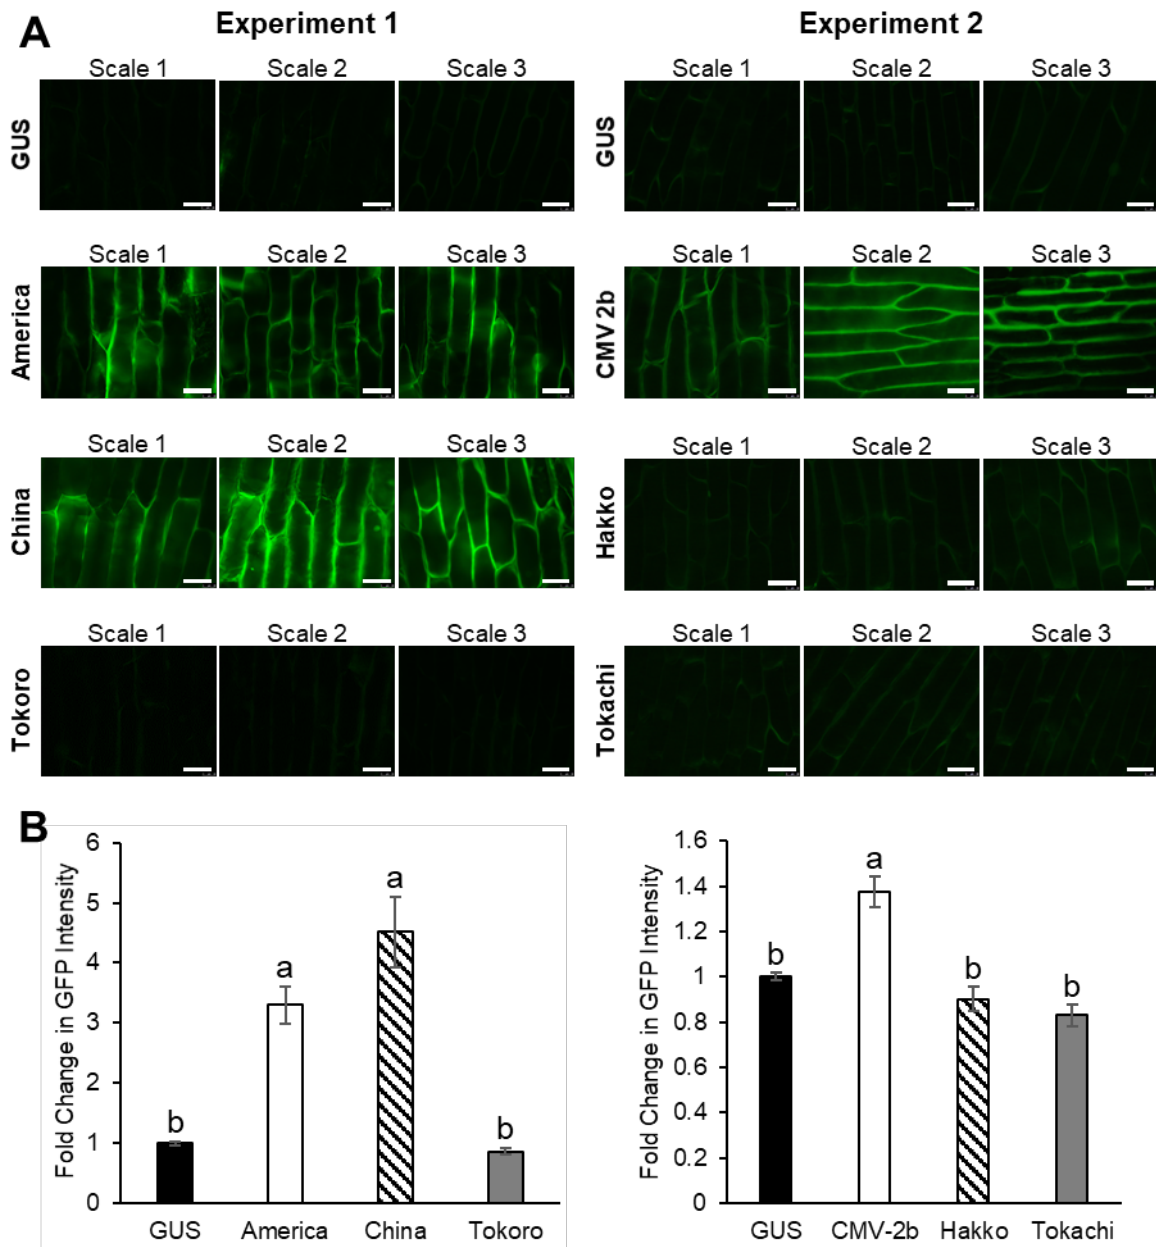 A
Experiment 1
Experiment 2
Scale 1 Scale 2 Scale 3
Scale 1 Scale 2 Scale 3
GUS
GUS
Scale 1 Scale 2 Scale 3
Scale 1 Scale 2 Scale 3
America
CMV 2b
Scale 1 Scale 2 Scale 3
Scale 1 Scale 2 Scale 3
China
Hakko
Scale 1 Scale 2 Scale 3
Scale 1 Scale 2 Scale 3
Tokoro
Tokachi
B
Fold Change in GFP Intensity
6
5
4
3
2
1
0
b
a
a
b
GUS America China Tokoro
Fold Change in GFP Intensity
1.6
1.4
1.2
1
0.8
0.6
0.4
0.2
0
b
a
b
b
GUS CMV-2b Hakko Tokachi